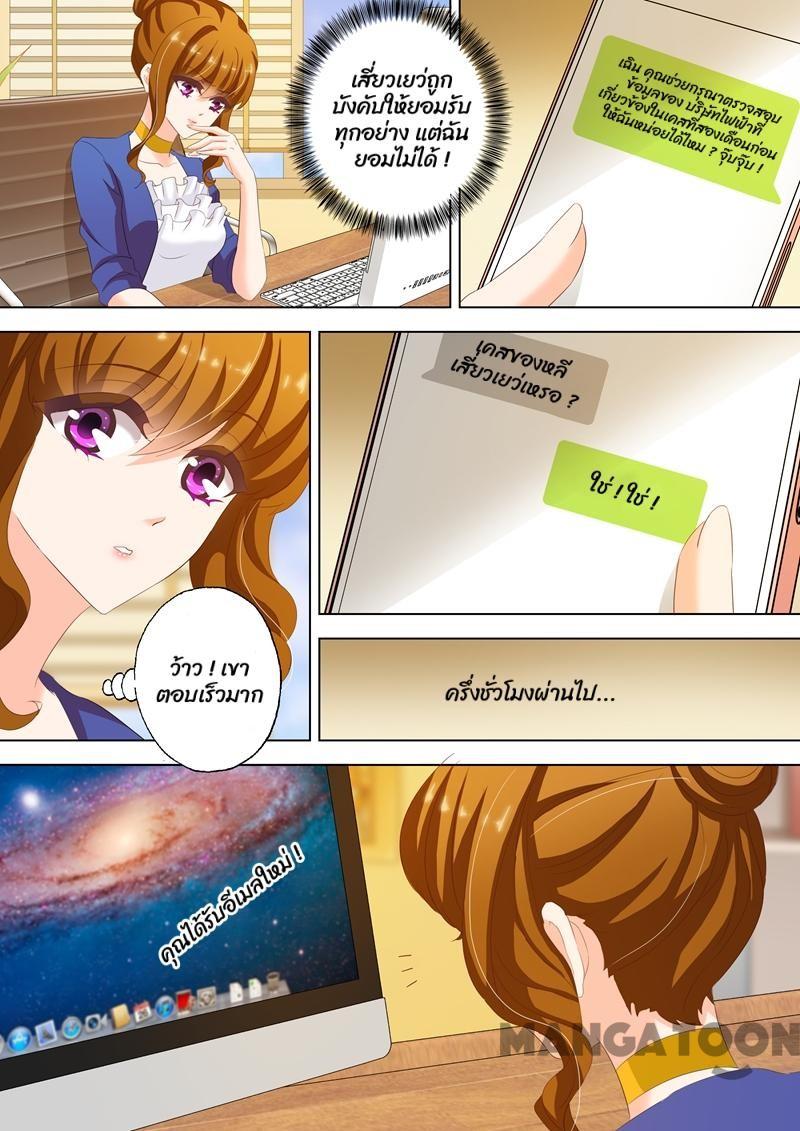 เสี่ยวเยว่ถูก
บังคับให้ยอมรับ
ทุกอย่าง แต่ฉัน
ยอมไม่ได้ !
เฉิน คุณช่วยกรุณาตรวจสอบ
ข้อมูลของ บริษัทไฟฟ้าที่
เกี่ยวข้องในเคสที่สองเดือนก่อน
ให้ฉันหน่อยได้ไหม ? จุ๊บจุ๊บ !
เคสของหลี่
เสี่ยวเยว่เหรอ ?
ใช่ ! ใช่ !
ว้าว ! เขา
ตอบเร็วมาก
ครึ่งชั่วโมงผ่านไป...
คุณได้รับอีเมลใหม่ !
MANGATOON